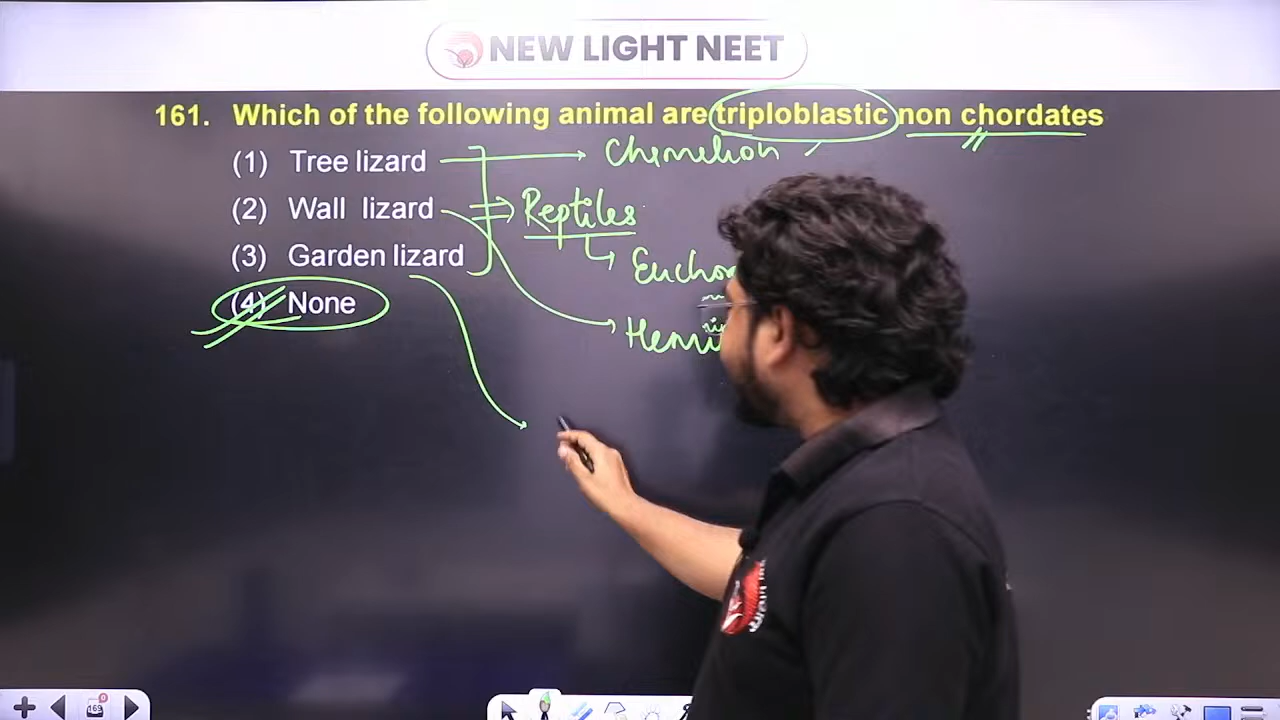 NEW LIGHT NEET
161. Which of the following animal are triploblastic non chordates
(1) Tree lizard
Chemelion
(2) Wall lizard
Reptiles
(3) Garden lizard
(4) None
169